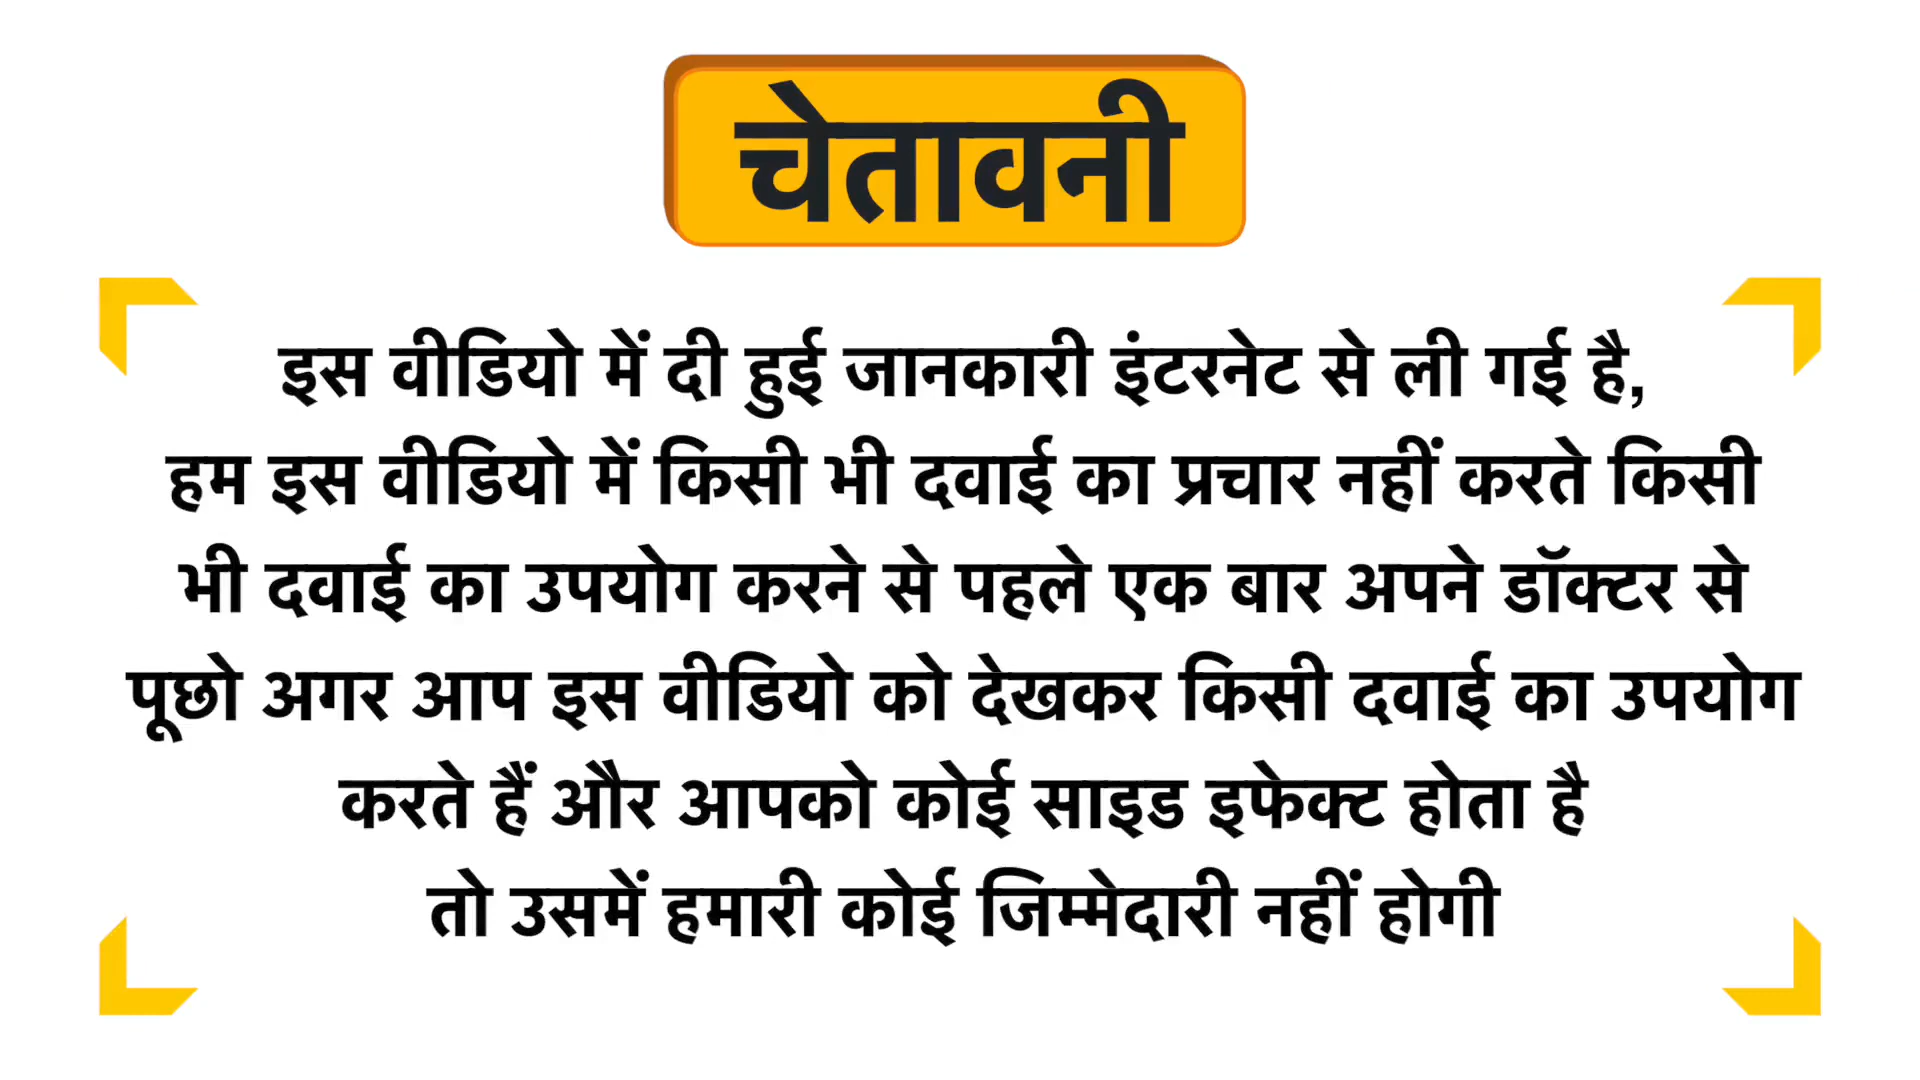 चेतावनी
इस वीडियो में दी हुई जानकारी इंटरनेट से ली गई है,
हम इस वीडियो में किसी भी दवाई का प्रचार नहीं करते किसी
भी दवाई का उपयोग करने से पहले एक बार अपने डॉक्टर से
पूछो अगर आप इस वीडियो को देखकर किसी दवाई का उपयोग
करते हैं और आपको कोई साइड इफेक्ट होता है
तो उसमें हमारी कोई जिम्मेदारी नहीं होगी